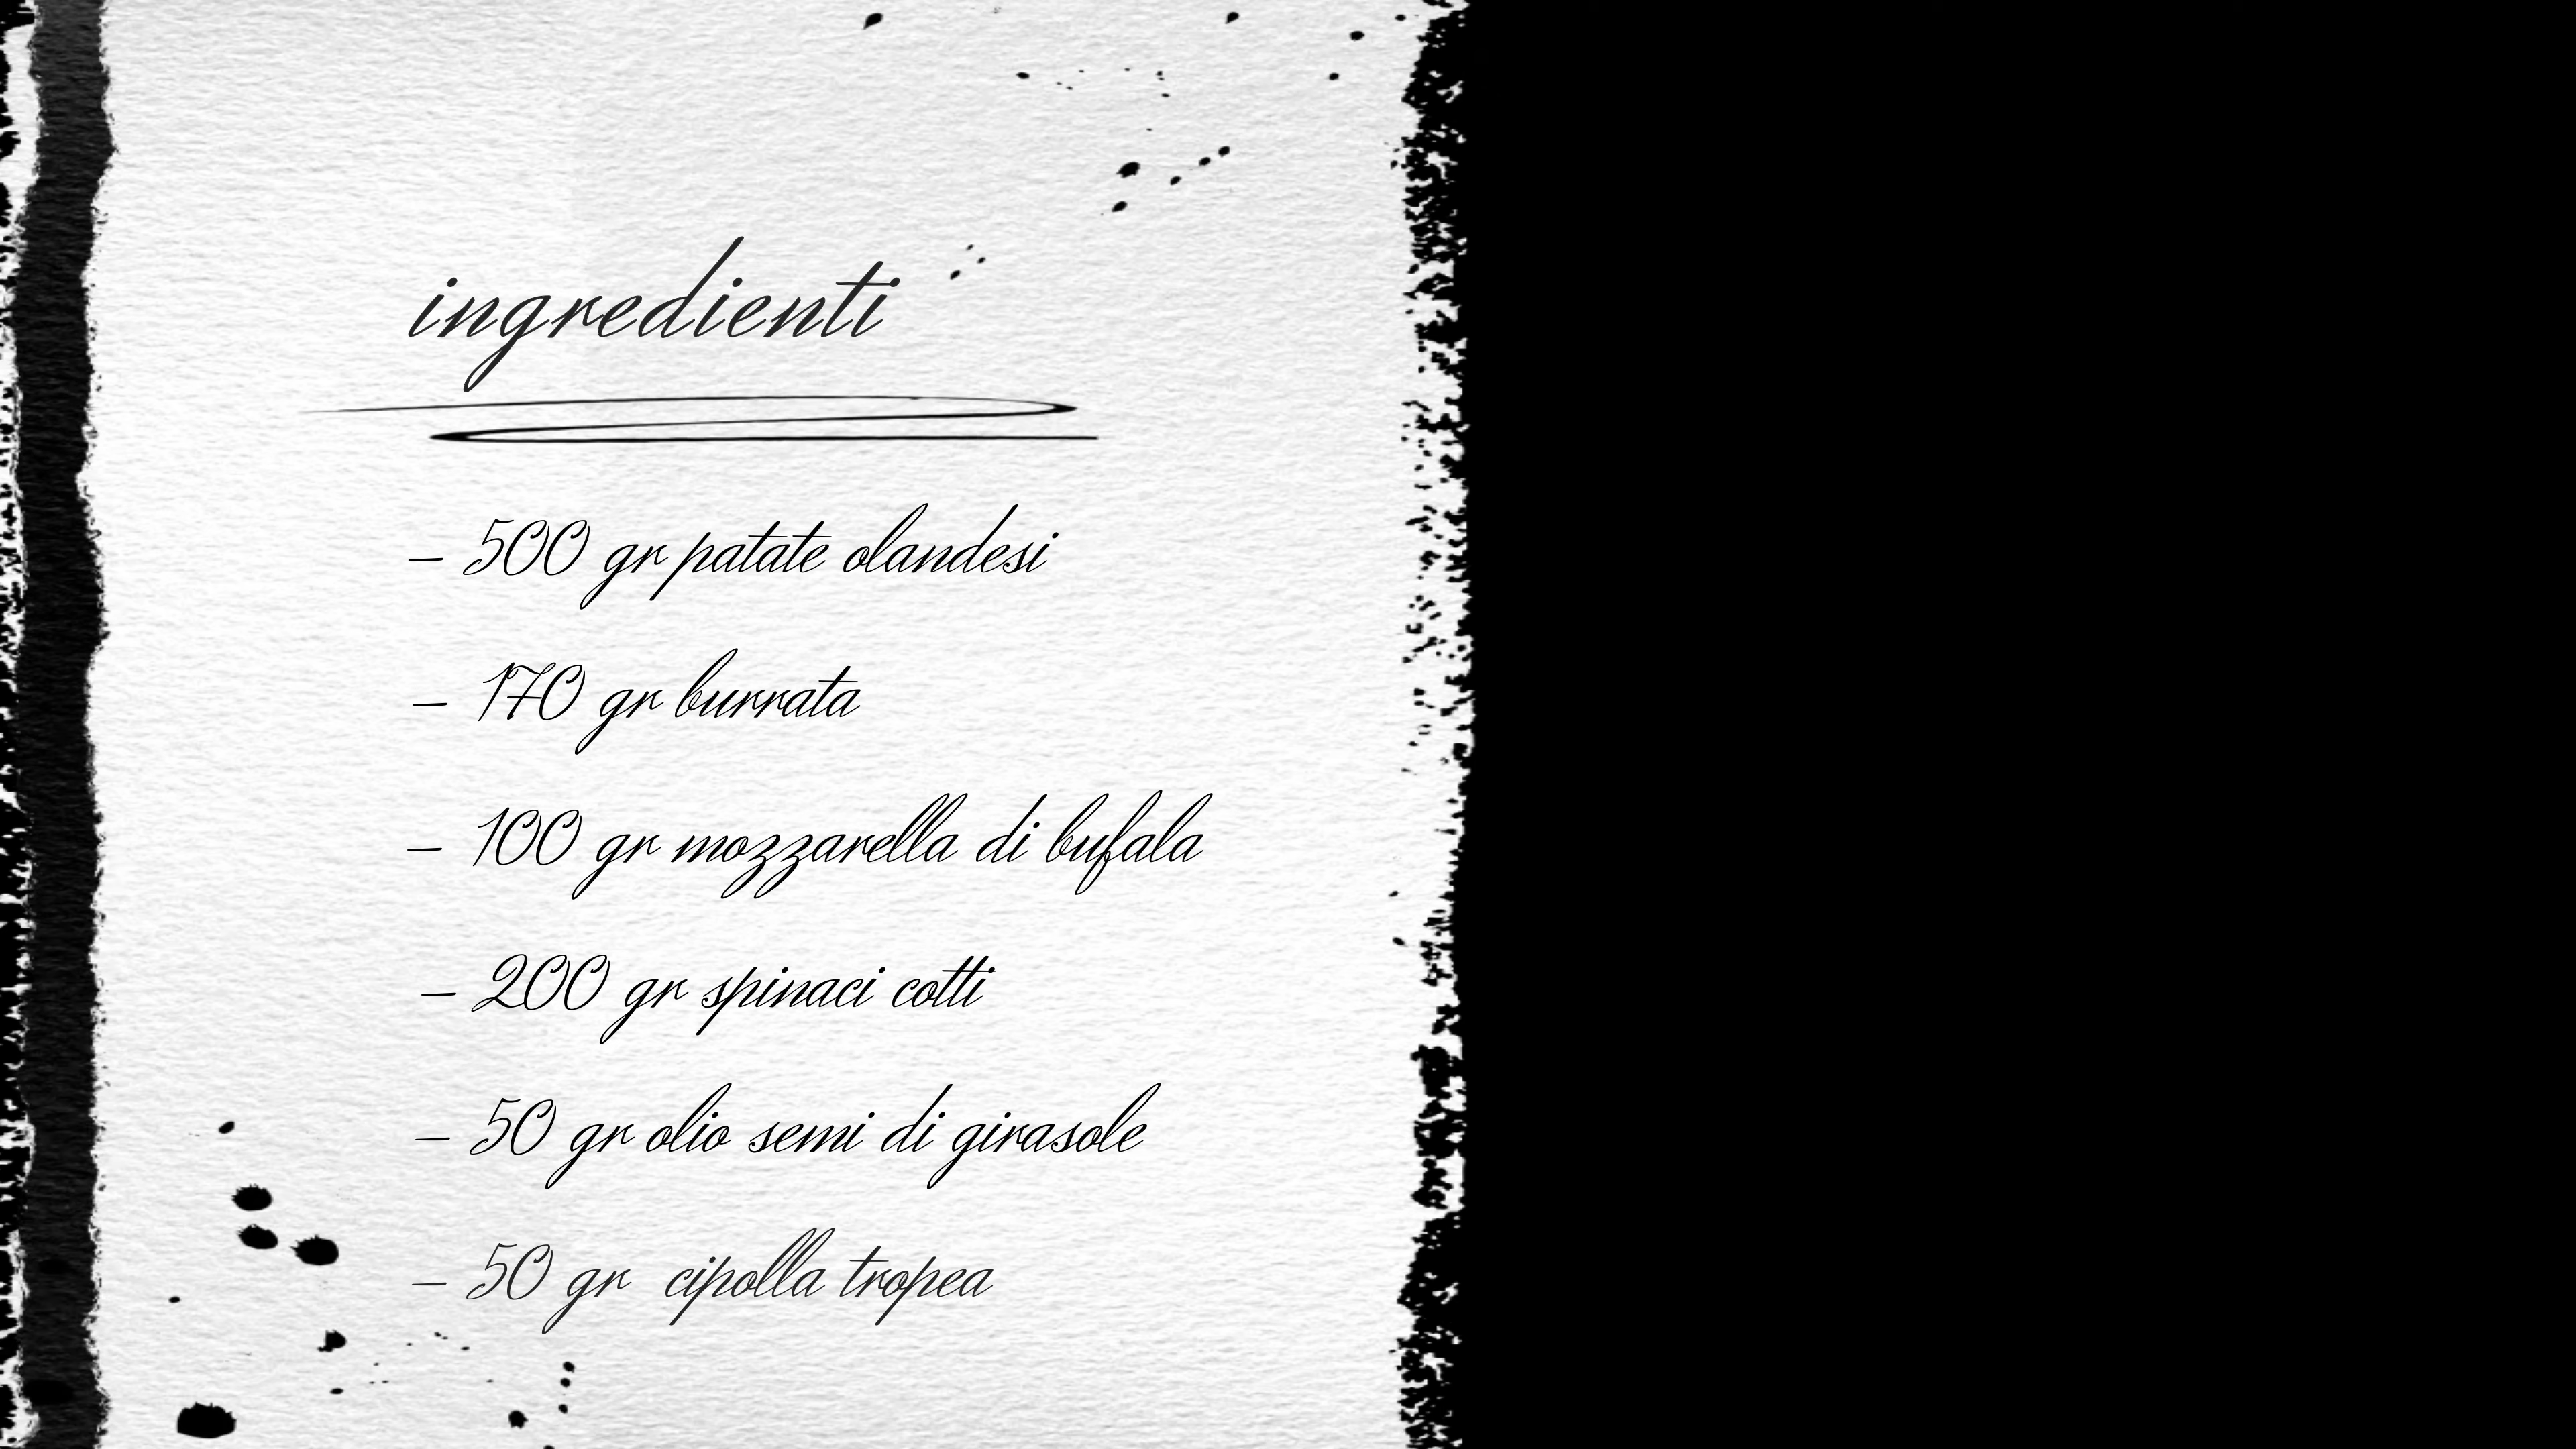 ingredienti
- 500 gr patate olandesi
- 170 gr burrata
- 100 gr mozzarella di bufala
- 200 gr spinaci cotti
- 50 gr olio semi di girasole
- 50 gr cipolla tropea